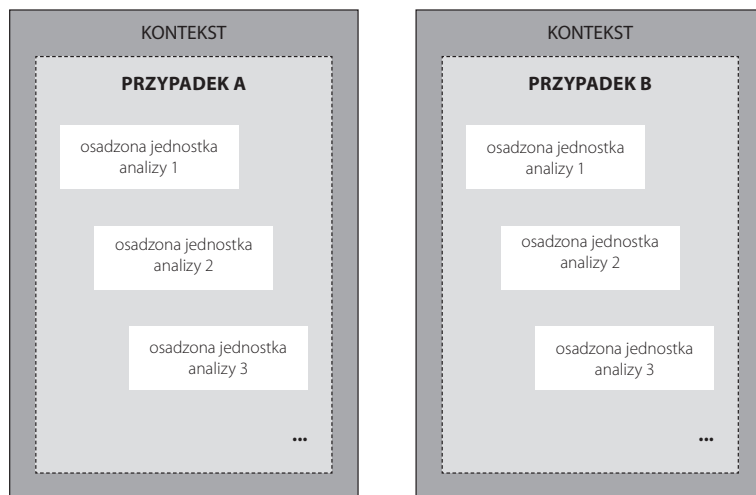 KONTEKST
PRZYPADEK A
osadzona jednostka
analizy 1
osadzona jednostka
analizy 2
osadzona jednostka
analizy 3
...
KONTEKST
PRZYPADEK B
osadzona jednostka
analizy 1
osadzona jednostka
analizy 2
osadzona jednostka
analizy 3
...